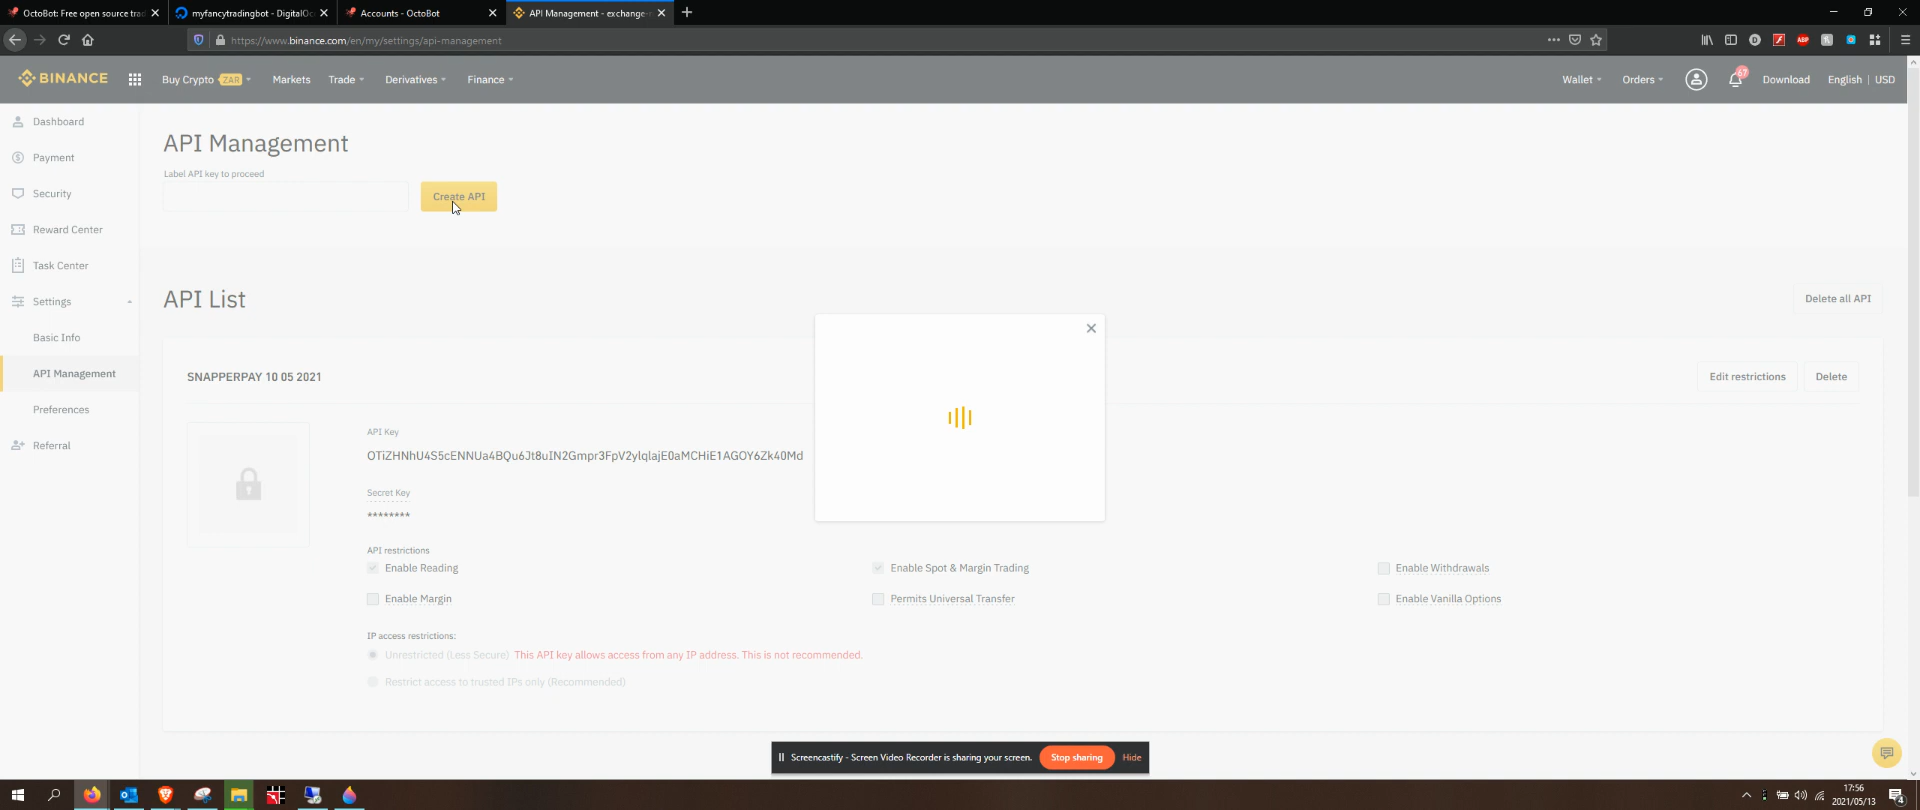 OctoBot: Free open source trad
myfancytradingbot - DigitalOc
Accounts - OctoBot
API Management - exchange-
https://www.binance.com/en/my/settings/api-management
BINANCE
Buy Crypto ZAR
Markets
Trade
Derivatives
Finance
Wallet
Orders
67
Download
English | USD
Dashboard
Payment
Security
Reward Center
Task Center
Settings
Basic Info
API Management
Preferences
Referral
API Management
Label API key to proceed
Create API
API List
Delete all API
SNAPPERPAY 10 05 2021
Edit restrictions
Delete
API Key
OTiZHNhU4S5cENNUa4BQu6Jt8uIN2Gmpr3FpV2ylqlajE0aMCHiE1AGOY6Zk40Md
Secret Key
********
API restrictions
Enable Reading
Enable Spot & Margin Trading
Enable Withdrawals
Enable Margin
Permits Universal Transfer
Enable Vanilla Options
IP access restrictions:
Unrestricted (Less Secure) This API key allows access from any IP address. This is not recommended.
Restrict access to trusted IPs only (Recommended)
Screencastify - Screen Video Recorder is sharing your screen.
Stop sharing
Hide
17:56
2021/05/13
4